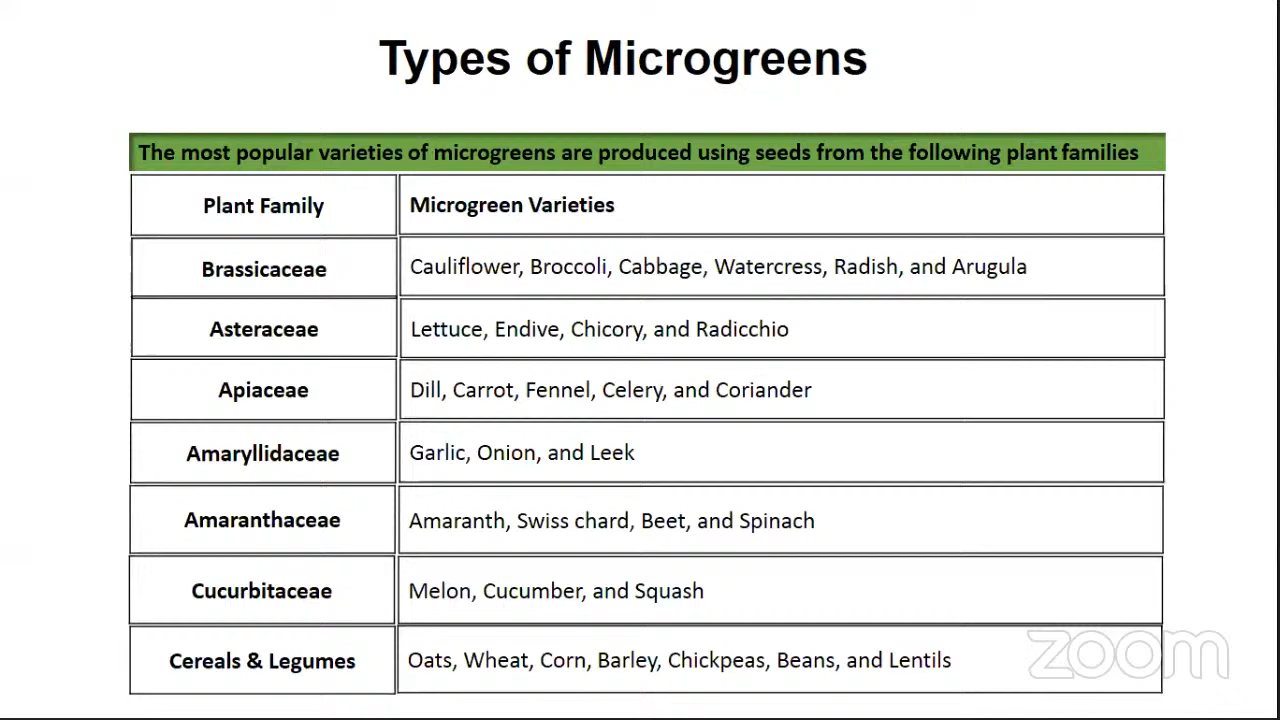 Types of Microgreens
The most popular varieties of microgreens are produced using seeds from the following plant families
Plant Family Microgreen Varieties
Brassicaceae Cauliflower, Broccoli, Cabbage, Watercress, Radish, and Arugula
Asteraceae Lettuce, Endive, Chicory, and Radicchio
Apiaceae Dill, Carrot, Fennel, Celery, and Coriander
Amaryllidaceae Garlic, Onion, and Leek
Amaranthaceae Amaranth, Swiss chard, Beet, and Spinach
Cucurbitaceae Melon, Cucumber, and Squash
Cereals & Legumes Oats, Wheat, Corn, Barley, Chickpeas, Beans, and Lentils
zoom